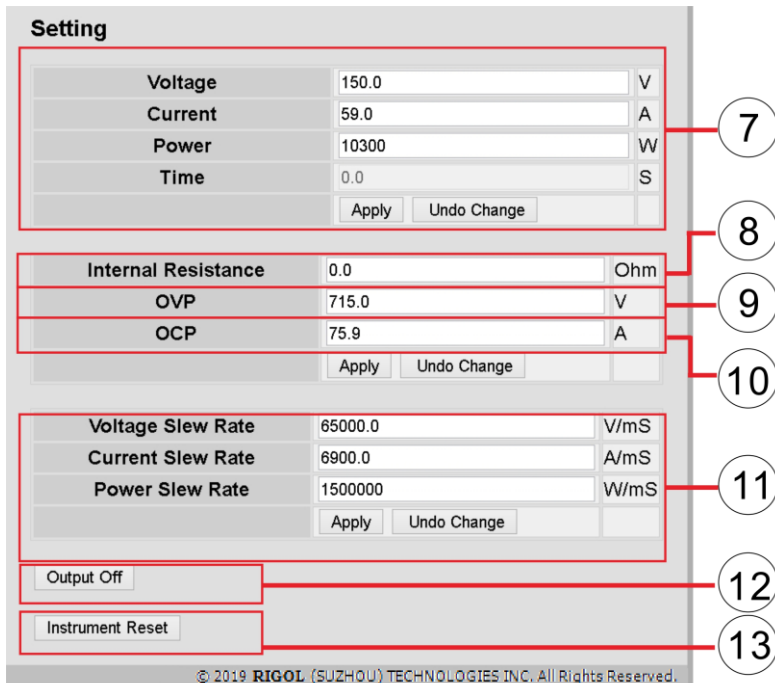 Setting
Voltage 150.0 V
Current 59.0 A
Power 10300 W
Time 0.0 S
Apply Undo Change
7
8
Internal Resistance 0.0 Ohm
OVP 715.0 V
9
OCP 75.9 A
Apply Undo Change
10
Voltage Slew Rate 65000.0 V/mS
Current Slew Rate 6900.0 A/mS
Power Slew Rate 1500000 W/mS
11
Apply Undo Change
Output Off
12
Instrument Reset
13
© 2019 RIGOL (SUZHOU) TECHNOLOGIES INC. All Rights Reserved.